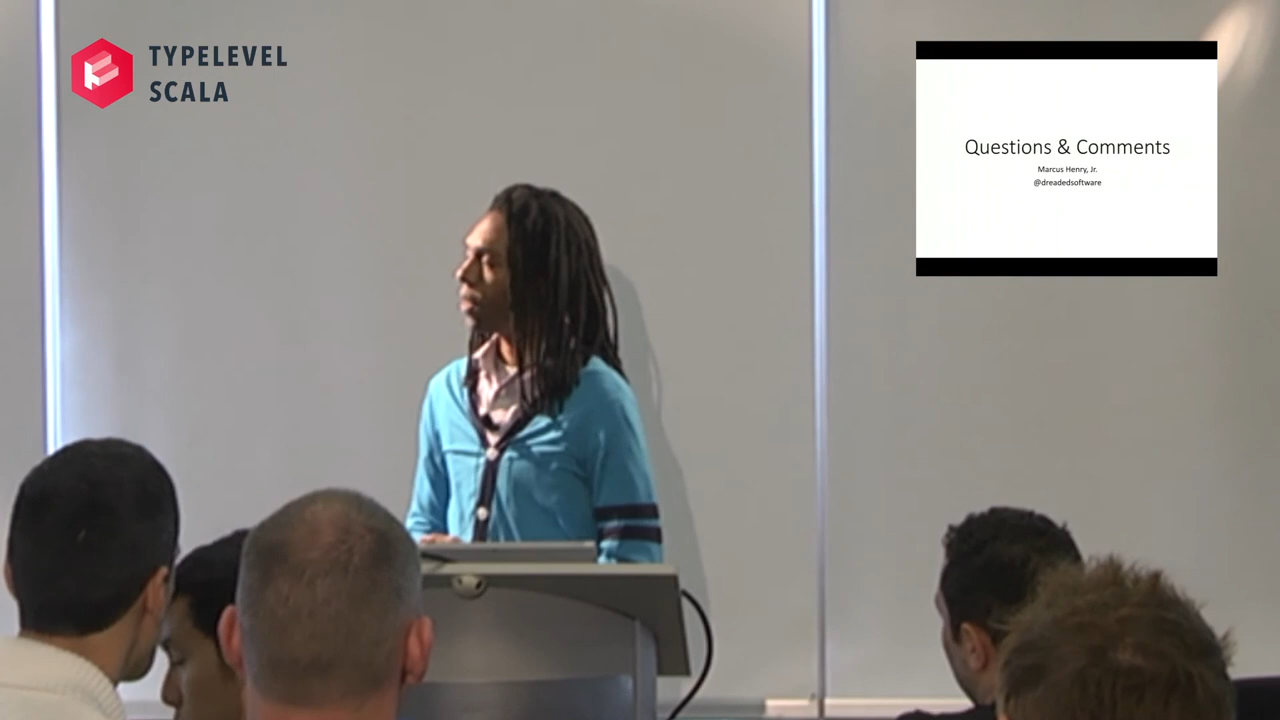 TYPELEVEL
SCALA
Questions & Comments
Marcus Henry, Jr.
@dreadedsoftware